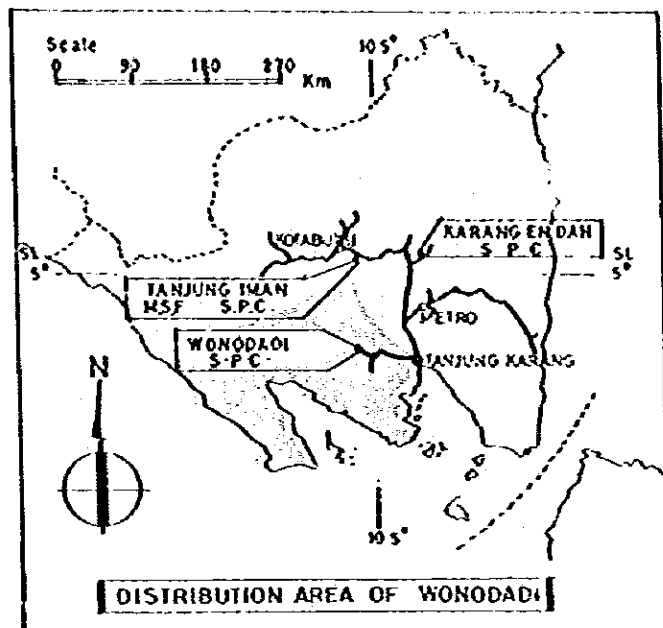 Scale
0 90 180 270
Km
105°
KOTABUMI
KARANG ENDAH
S P C
SL
5°
SL
5°
TANJUNG IMAN
M.S.F S.P.C
METRO
WONODADI
S P C
TANJUNG KARANG
N
105°
DISTRIBUTION AREA OF WONODADI